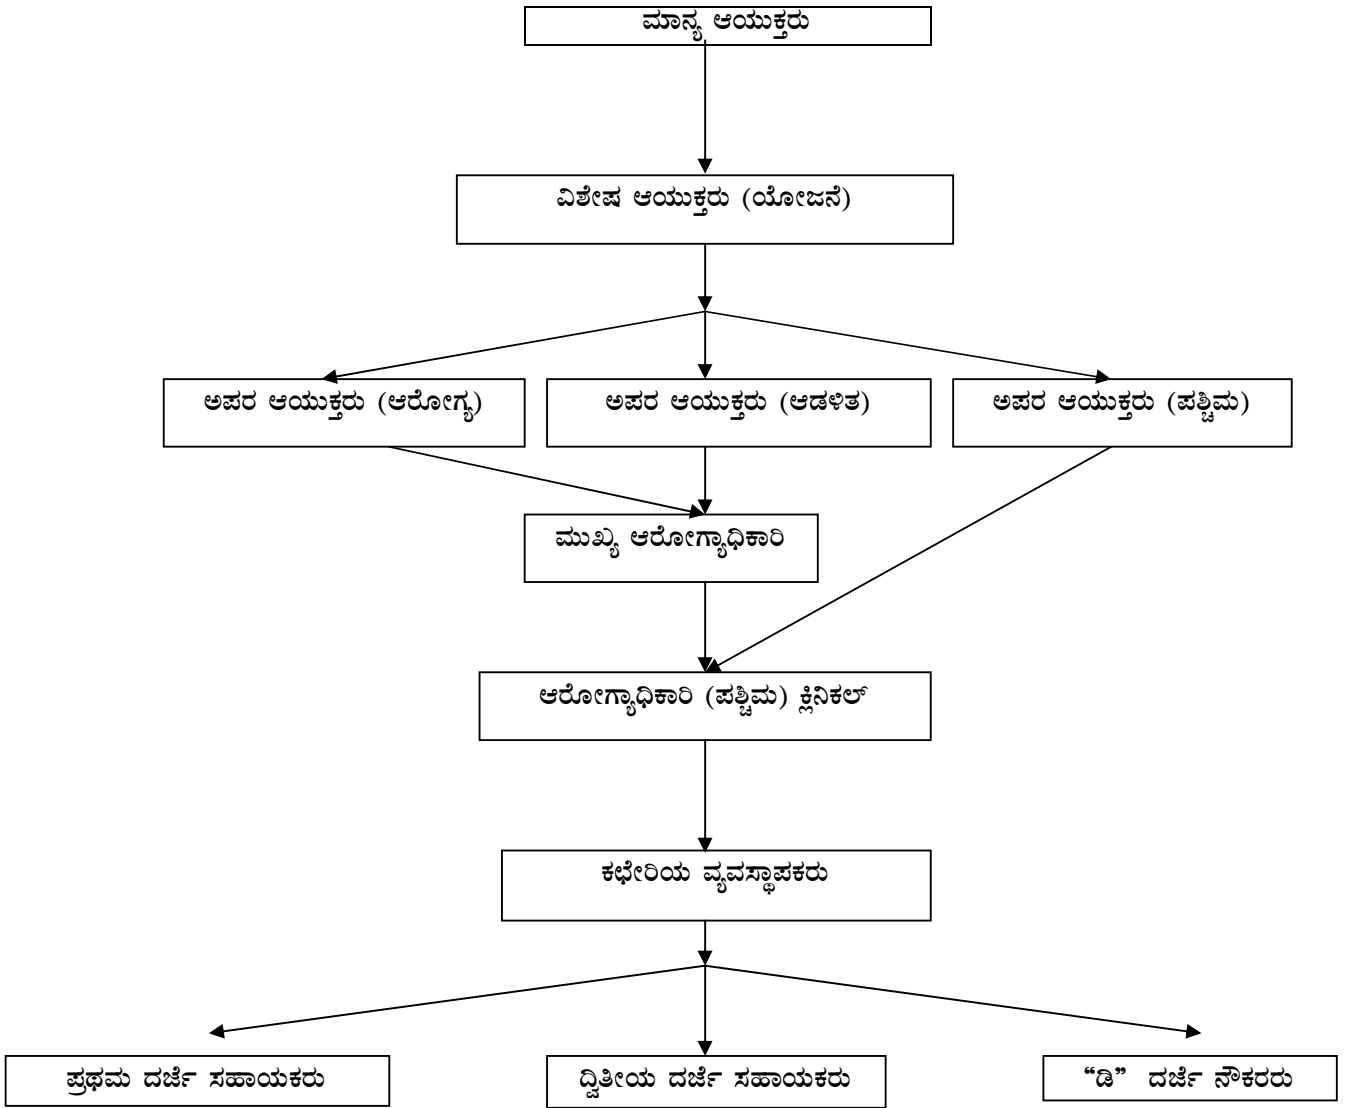 ಮಾನ್ಯ ಆಯುಕ್ತರು
ವಿಶೇಷ ಆಯುಕ್ತರು (ಯೋಜನೆ)
ಅಪರ ಆಯುಕ್ತರು (ಆರೋಗ್ಯ)
ಅಪರ ಆಯುಕ್ತರು (ಆಡಳಿತ)
ಅಪರ ಆಯುಕ್ತರು (ಪಶ್ಚಿಮ)
ಮುಖ್ಯ ಆರೋಗ್ಯಾಧಿಕಾರಿ
ಆರೋಗ್ಯಾಧಿಕಾರಿ (ಪಶ್ಚಿಮ) ಕ್ಲಿನಿಕಲ್
ಕಛೇರಿಯ ವ್ಯವಸ್ಥಾಪಕರು
ಪ್ರಥಮ ದರ್ಜೆ ಸಹಾಯಕರು
ದ್ವಿತೀಯ ದರ್ಜೆ ಸಹಾಯಕರು
“ಡಿ” ದರ್ಜೆ ನೌಕರರು